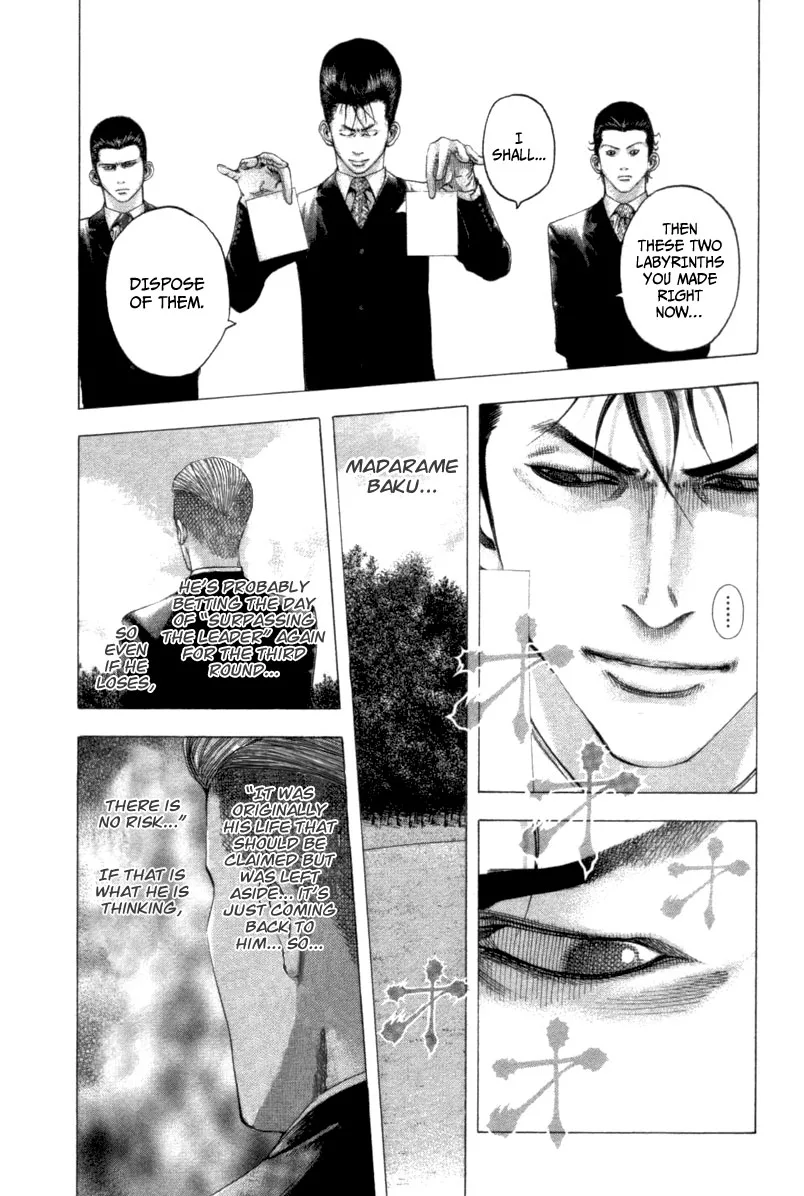 THEN
THESE TWO
LABYRINTHS
YOU MADE
RIGHT
NOW...
I
SHALL...
DISPOSE
OF THEM.
........
MADARAME
BAKU...
HE'S PROBABLY
BETTING THE DAY
OF "SURPASSING
THE LEADER" AGAIN
FOR THE THIRD
ROUND...
SO
EVEN
IF HE
LOSES,
"IT WAS
ORIGINALLY
HIS LIFE THAT
SHOULD BE
CLAIMED BUT
WAS LEFT
ASIDE... IT'S
JUST COMING
BACK TO
HIM... SO...
THERE IS
NO RISK..."
IF THAT IS
WHAT HE IS
THINKING,